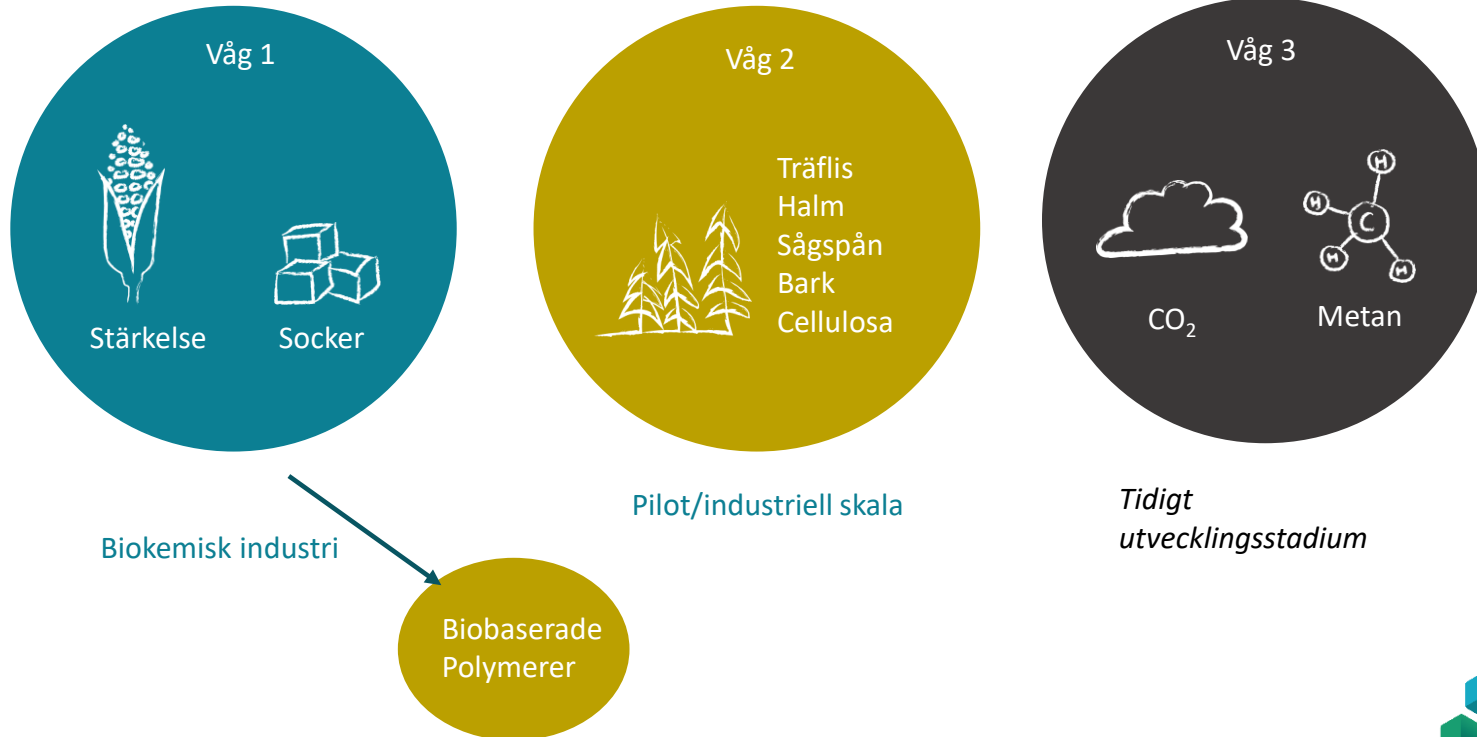 Våg 1
Stärkelse
Socker
Våg 2
Träflis
Halm
Sågspån
Bark
Cellulosa
Våg 3
H
H
C
H
H
CO₂
Metan
Biokemisk industri
Pilot/industriell skala
Tidigt
utvecklingsstadium
Biobaserade
Polymerer